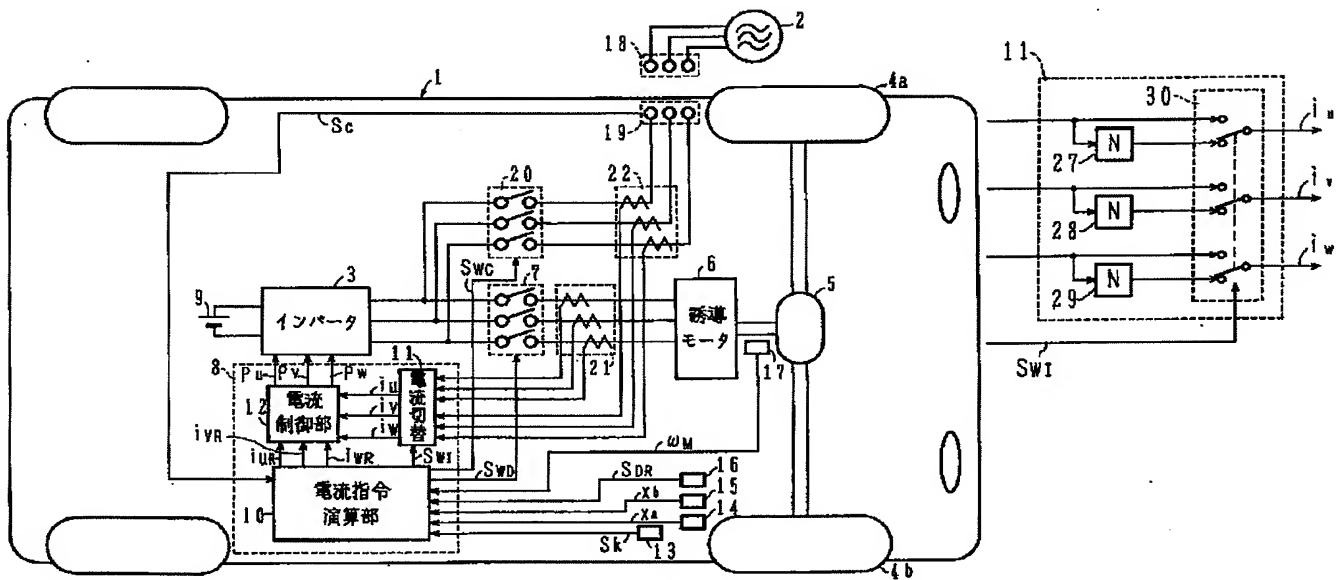 2
18
11
1
4a
30
Sc
19
iu
N
27
20
22
iv
N
28
SWC
6
iw
3
7
5
N
29
9
インバータ
誘導
モータ
21
17
SWI
8
Pu
Pv
Pw
11
電流切替
12
電流
制御部
iu
iv
iw
ωM
iVR
iUR
iWR
SWI
SWD
SDR
16
10
電流指令
演算部
xb
15
xa
14
Sk
13
4b